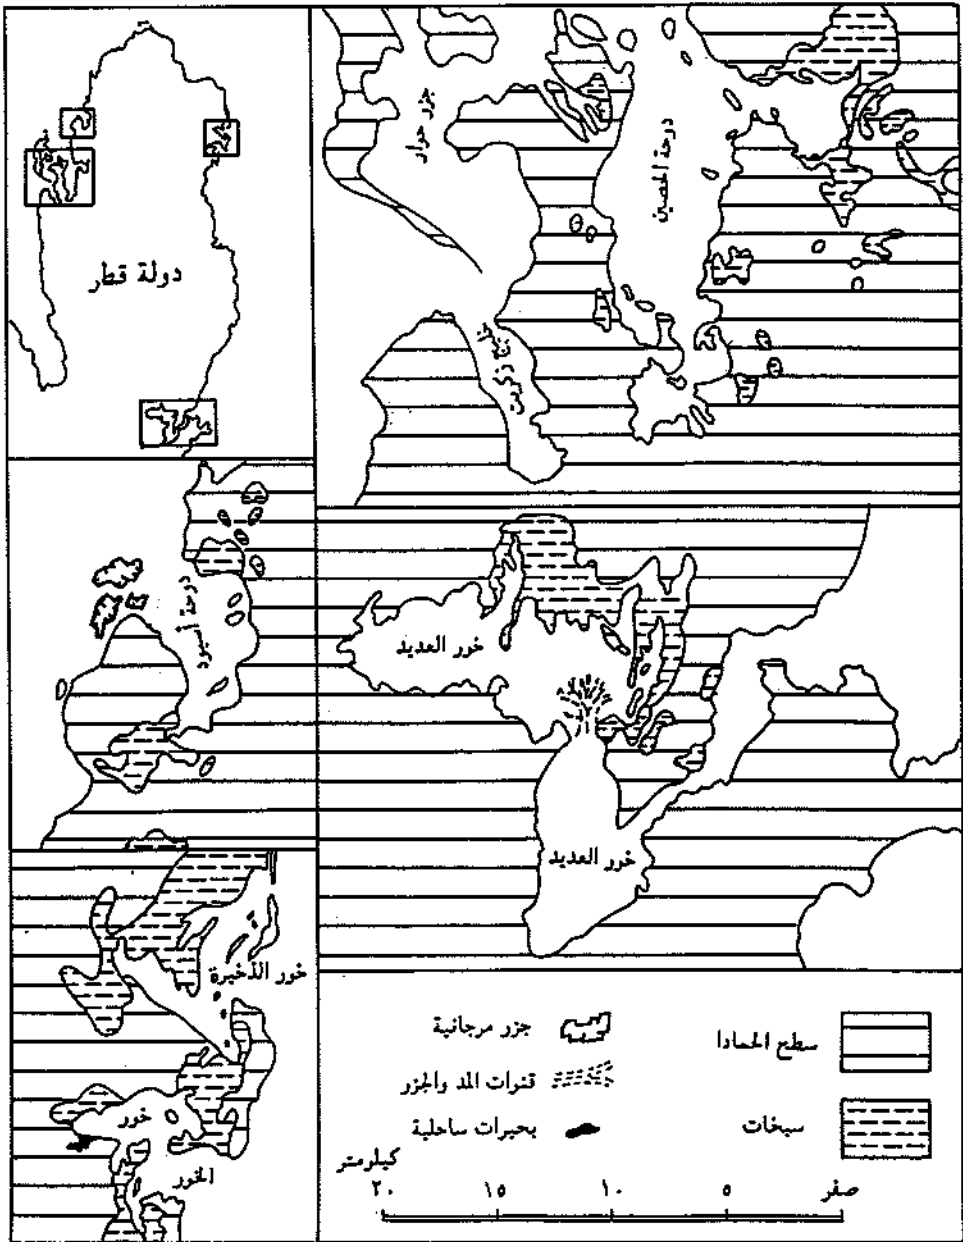 دولة قطر
جزر حوار
دوحة الحصين
خليج زكريت
دوحة أسيود
خور العديد
خور العديد
خور الذخيرة
خور
الخور
سطح الحمادا
سبخات
جزر مرجانية
قنوات المد والجزر
بحيرات ساحلية
كيلومتر
صفر ٥ ١٠ ١٥ ٢٠